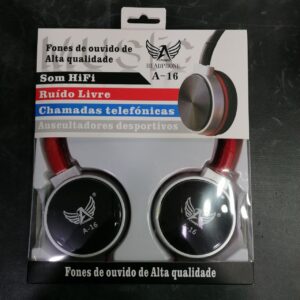 MUSIC
Fones de ouvido de
Alta qualidade
HEADPHONE
A-16
Som HiFi
Ruído Livre
Chamadas telefónicas
Auscultadores desportivos
A-16
A-16
Fones de ouvido de Alta qualidade